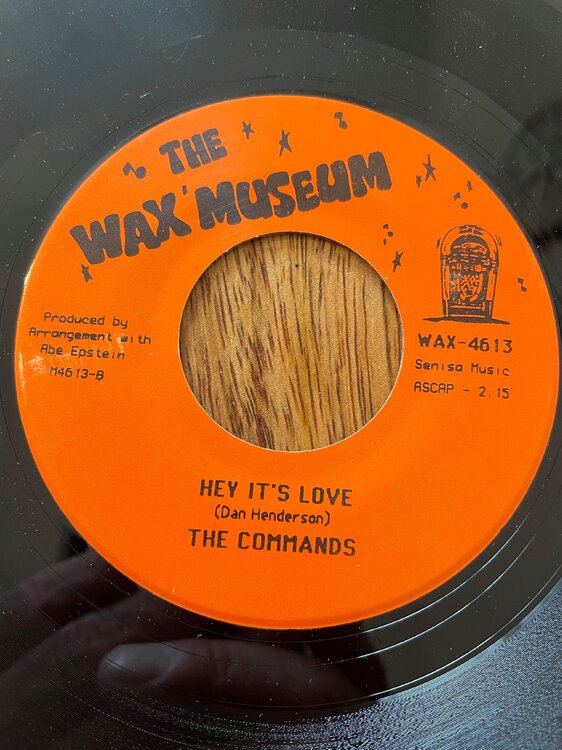 THE
WAX MUSEUM
Produced by
Arrangement with
Abe Epstein
M4613-B
WAX-4613
Senisa Music
ASCAP - 2.15
HEY IT'S LOVE
(Dan Henderson)
THE COMMANDS